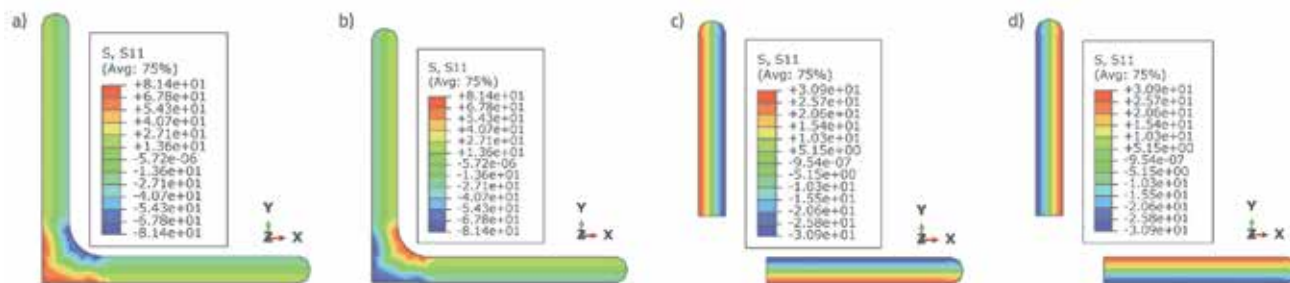 a)
S, S11
(Avg: 75%)
+8.14e+01
+6.78e+01
+5.43e+01
+4.07e+01
+2.71e+01
+1.36e+01
-5.72e-06
-1.36e+01
-2.71e+01
-4.07e+01
-5.43e+01
-6.78e+01
-8.14e+01
Y
Z X
b)
S, S11
(Avg: 75%)
+8.14e+01
+6.78e+01
+5.43e+01
+4.07e+01
+2.71e+01
+1.36e+01
-5.72e-06
-1.36e+01
-2.71e+01
-4.07e+01
-5.43e+01
-6.78e+01
-8.14e+01
Y
Z X
c)
S, S11
(Avg: 75%)
+3.09e+01
+2.57e+01
+2.06e+01
+1.54e+01
+1.03e+01
+5.15e+00
-9.54e-07
-5.15e+00
-1.03e+01
-1.55e+01
-2.06e+01
-2.58e+01
-3.09e+01
Y
Z X
d)
S, S11
(Avg: 75%)
+3.09e+01
+2.57e+01
+2.06e+01
+1.54e+01
+1.03e+01
+5.15e+00
-9.54e-07
-5.15e+00
-1.03e+01
-1.55e+01
-2.06e+01
-2.58e+01
-3.09e+01
Y
Z X